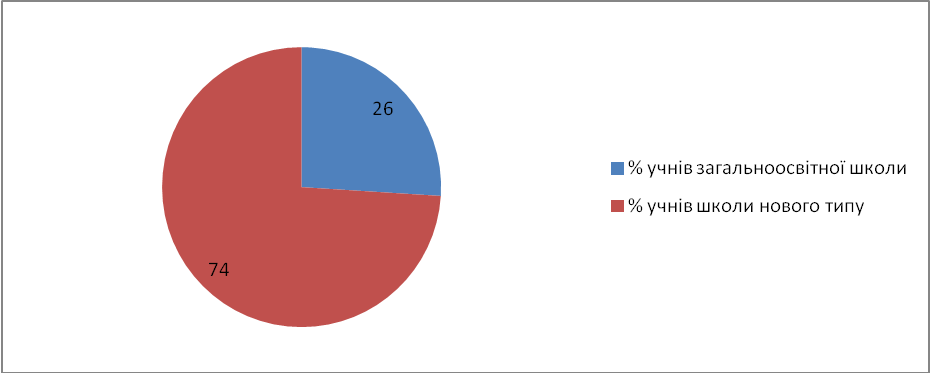 26
% учнів загальноосвітної школи
% учнів школи нового типу
74